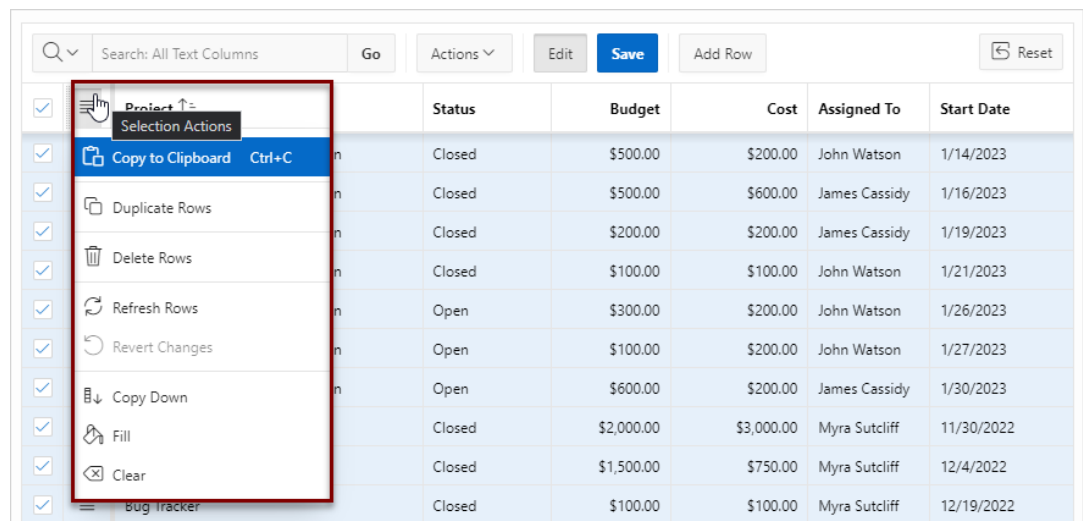 Search: All Text Columns Go Actions Edit Save Add Row Reset
Project Status Budget Cost Assigned To Start Date
Selection Actions
Copy to Clipboard Ctrl+C n Closed $500.00 $200.00 John Watson 1/14/2023
n Closed $500.00 $600.00 James Cassidy 1/16/2023
Duplicate Rows
n Closed $200.00 $200.00 James Cassidy 1/19/2023
Delete Rows
n Closed $100.00 $100.00 John Watson 1/21/2023
Refresh Rows n Open $300.00 $200.00 John Watson 1/26/2023
Revert Changes n Open $100.00 $200.00 John Watson 1/27/2023
n Open $600.00 $200.00 James Cassidy 1/30/2023
Copy Down
Fill Closed $2,000.00 $3,000.00 Myra Sutcliff 11/30/2022
Clear Closed $1,500.00 $750.00 Myra Sutcliff 12/4/2022
Bug Tracker Closed $100.00 $100.00 Myra Sutcliff 12/19/2022